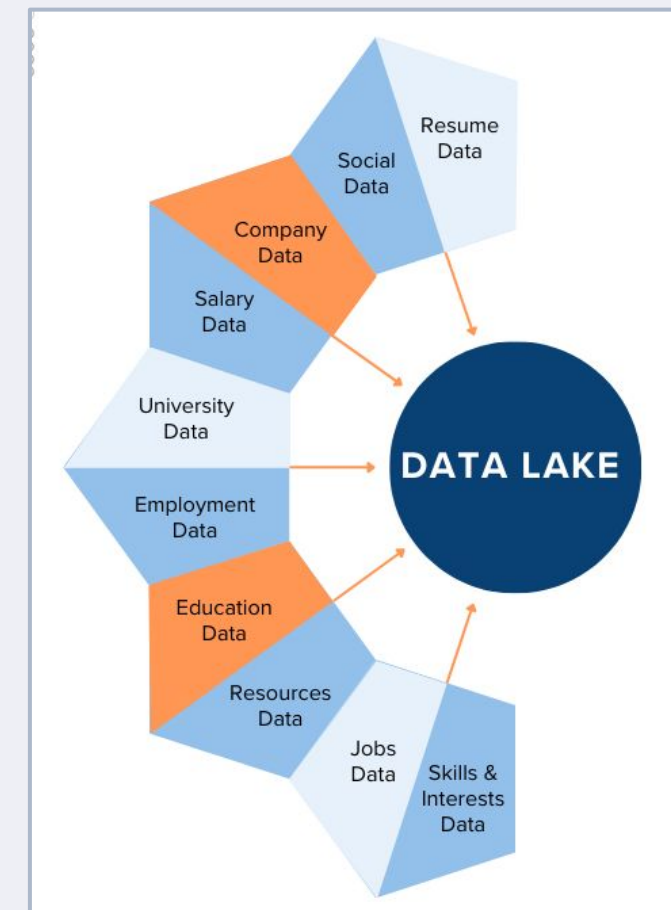 Resume
Data
Social
Data
Company
Data
Salary
Data
University
Data
DATA LAKE
Employment
Data
Education
Data
Resources
Data
Jobs
Data
Skills &
Interests
Data